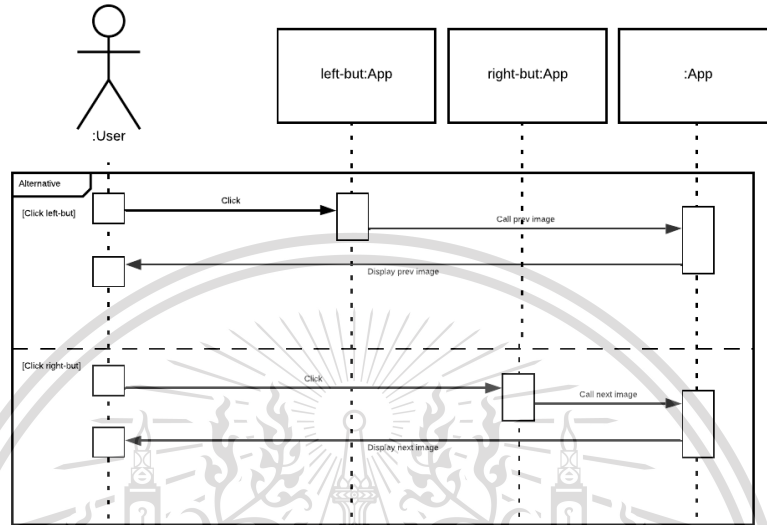 :User
left-but:App
right-but:App
:App
Alternative
[Click left-but]
Click
Call prev image
Display prev image
[Click right-but]
Click
Call next image
Display next image